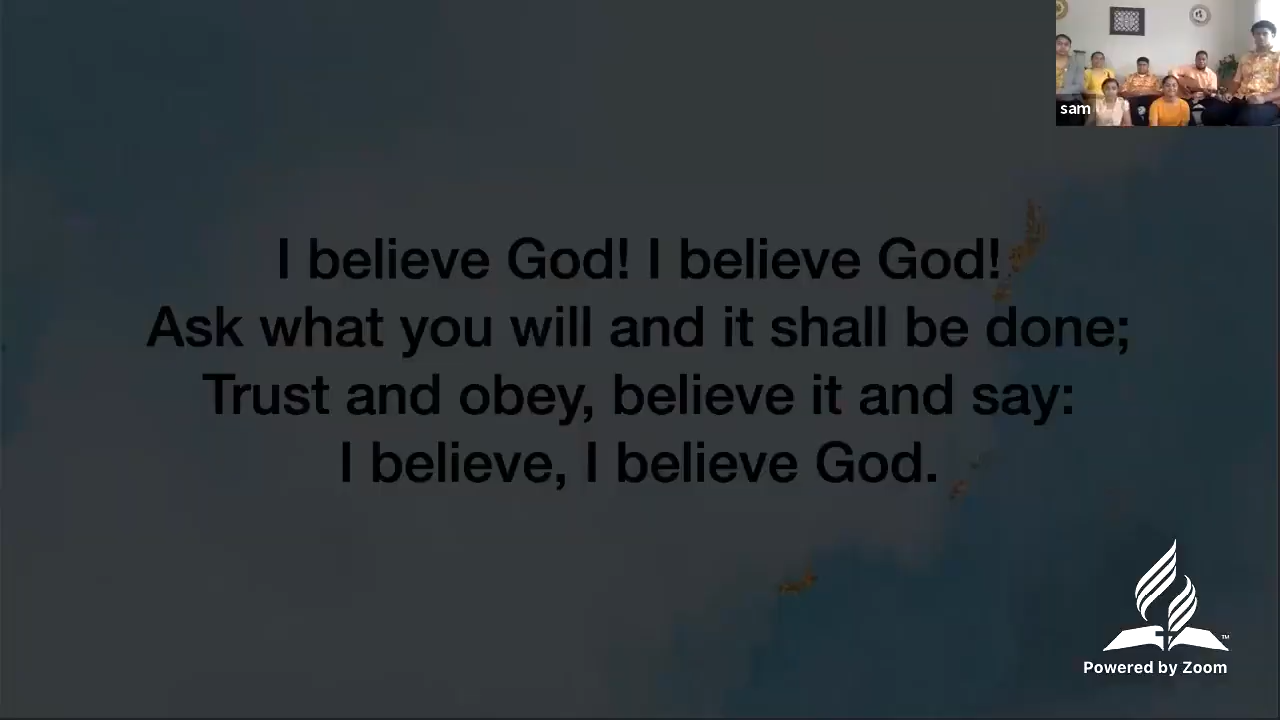 sam
I believe God! I believe God!
Ask what you will and it shall be done;
Trust and obey, believe it and say:
I believe, I believe God.
TM
Powered by Zoom